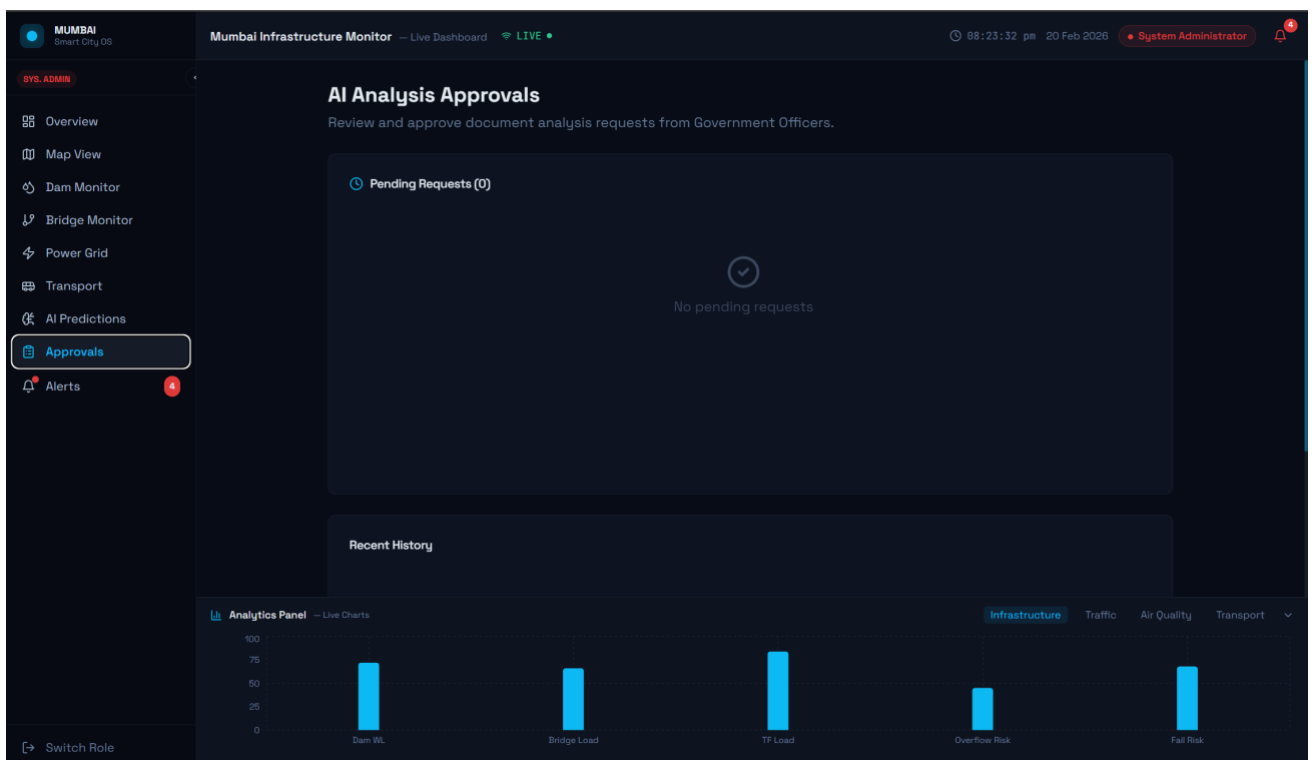 MUMBAI
Smart City OS
SYS. ADMIN
Overview
Map View
Dam Monitor
Bridge Monitor
Power Grid
Transport
AI Predictions
Approvals
Alerts 4
Switch Role
Mumbai Infrastructure Monitor — Live Dashboard LIVE
08:23:32 pm 20 Feb 2026 System Administrator 4
AI Analysis Approvals
Review and approve document analysis requests from Government Officers.
Pending Requests (0)
No pending requests
Recent History
Analytics Panel — Live Charts
Infrastructure Traffic Air Quality Transport
100
75
50
25
0
Dam WL Bridge Load TF Load Overflow Risk Fail Risk